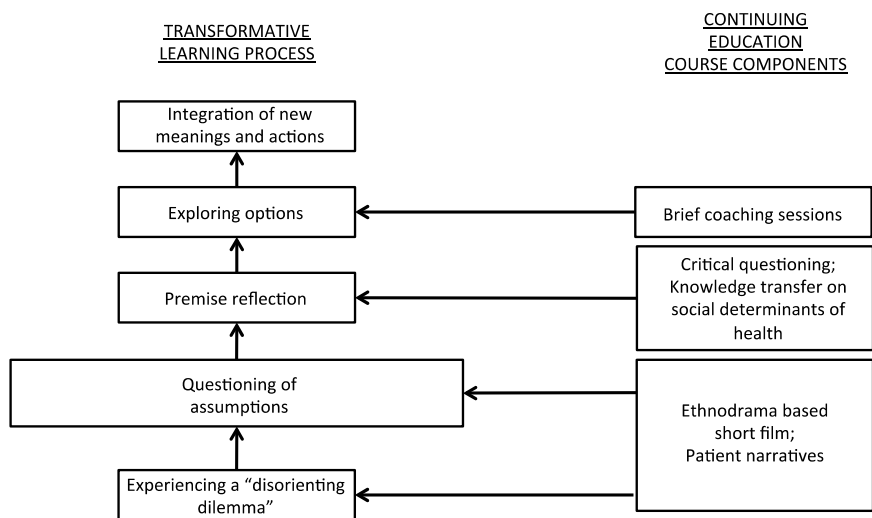 TRANSFORMATIVE
LEARNING PROCESS
CONTINUING
EDUCATION
COURSE COMPONENTS
Integration of new
meanings and actions
Exploring options
Brief coaching sessions
Premise reflection
Critical questioning;
Knowledge transfer on
social determinants of
health
Questioning of
assumptions
Ethnodrama based
short film;
Patient narratives
Experiencing a “disorienting
dilemma”